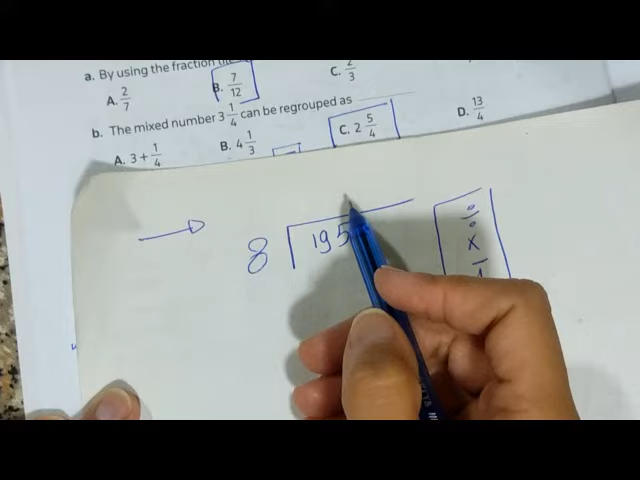 a. By using the fraction
A. 2/7 B. 7/12 C. 2/3
b. The mixed number 3 1/4 can be regrouped as
A. 3 + 1/4 B. 4 1/3 C. 2 5/4 D. 13/4
8 195 ÷
×
−